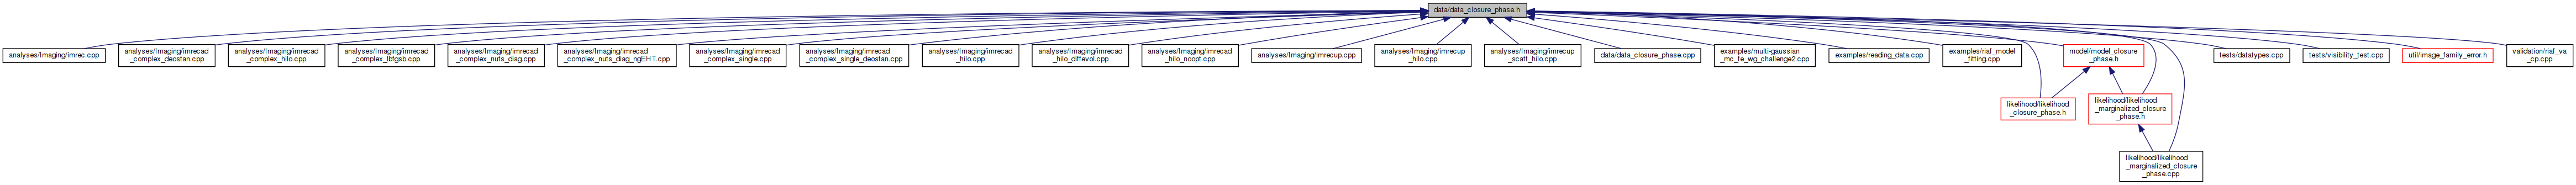 data/data_closure_phase.h
analyses/Imaging/imrec.cpp
analyses/Imaging/imrecad
_complex_deostan.cpp
analyses/Imaging/imrecad
_complex_hilo.cpp
analyses/Imaging/imrecad
_complex_lbfgsb.cpp
analyses/Imaging/imrecad
_complex_nuts_diag.cpp
analyses/Imaging/imrecad
_complex_nuts_diag_ngEHT.cpp
analyses/Imaging/imrecad
_complex_single.cpp
analyses/Imaging/imrecad
_complex_single_deostan.cpp
analyses/Imaging/imrecad
_hilo.cpp
analyses/Imaging/imrecad
_hilo_diffevol.cpp
analyses/Imaging/imrecad
_hilo_noopt.cpp
analyses/Imaging/imrecup.cpp
analyses/Imaging/imrecup
_hilo.cpp
analyses/Imaging/imrecup
_scatt_hilo.cpp
data/data_closure_phase.cpp
examples/multi-gaussian
_mc_fe_wg_challenge2.cpp
examples/reading_data.cpp
examples/riaf_model
_fitting.cpp
model/model_closure
_phase.h
tests/datatypes.cpp
tests/visibility_test.cpp
util/image_family_error.h
validation/riaf_va
_cp.cpp
likelihood/likelihood
_closure_phase.h
likelihood/likelihood
_marginalized_closure
_phase.h
likelihood/likelihood
_marginalized_closure
_phase.cpp